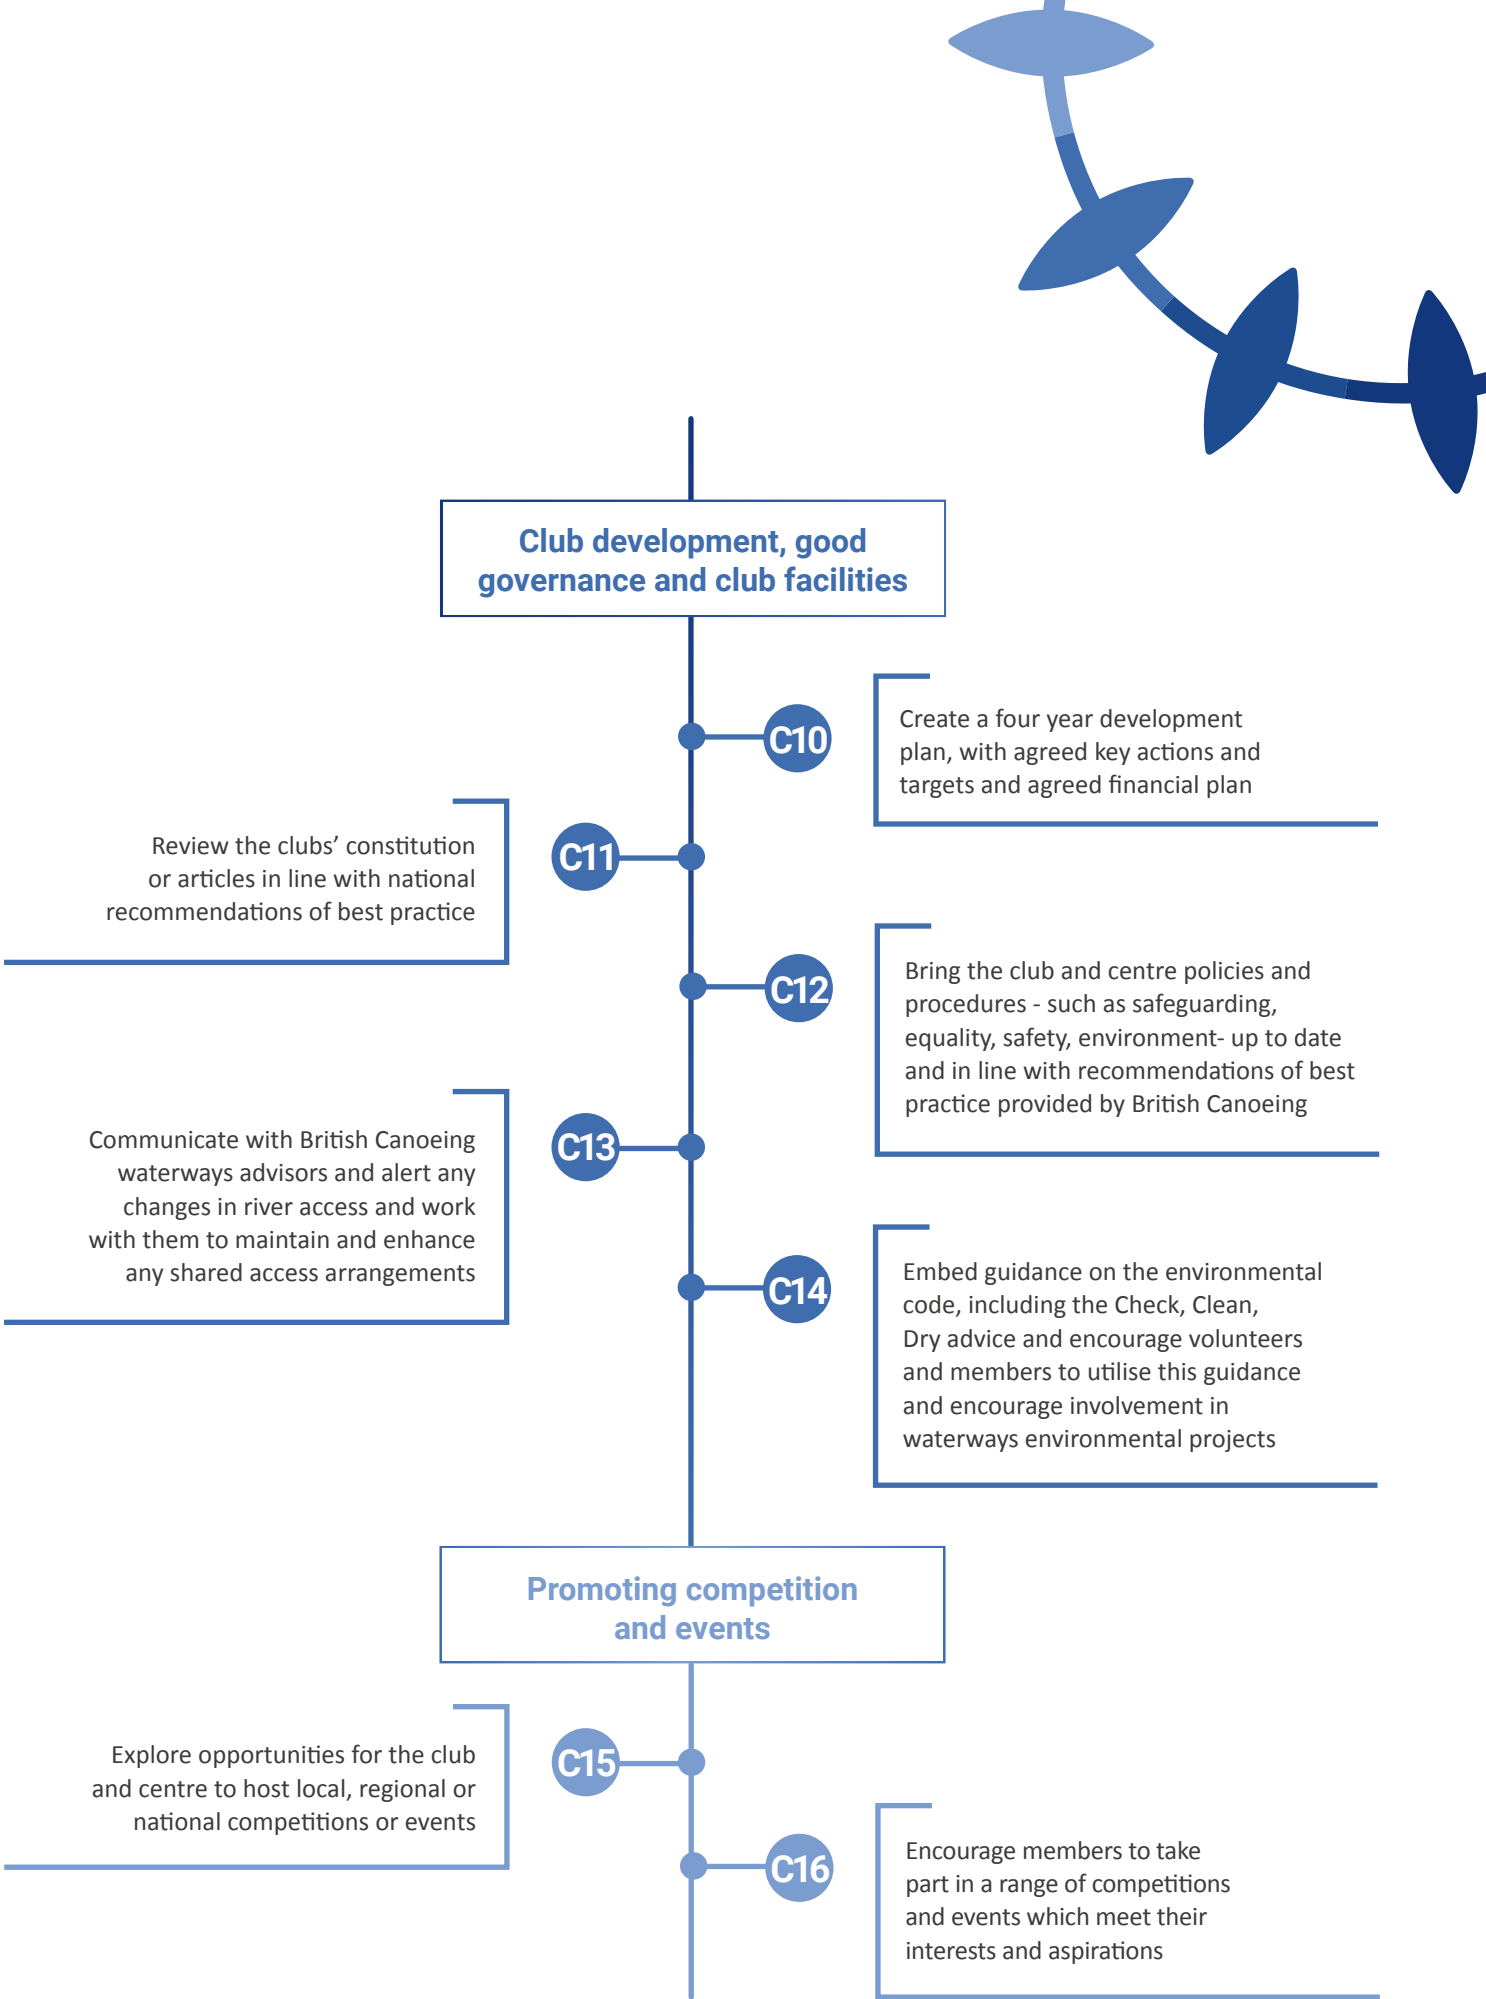 Club development, good
governance and club facilities
C10
Create a four year development
plan, with agreed key actions and
targets and agreed financial plan
C11
Review the clubs’ constitution
or articles in line with national
recommendations of best practice
C12
Bring the club and centre policies and
procedures - such as safeguarding,
equality, safety, environment- up to date
and in line with recommendations of best
practice provided by British Canoeing
C13
Communicate with British Canoeing
waterways advisors and alert any
changes in river access and work
with them to maintain and enhance
any shared access arrangements
C14
Embed guidance on the environmental
code, including the Check, Clean,
Dry advice and encourage volunteers
and members to utilise this guidance
and encourage involvement in
waterways environmental projects
Promoting competition
and events
C15
Explore opportunities for the club
and centre to host local, regional or
national competitions or events
C16
Encourage members to take
part in a range of competitions
and events which meet their
interests and aspirations